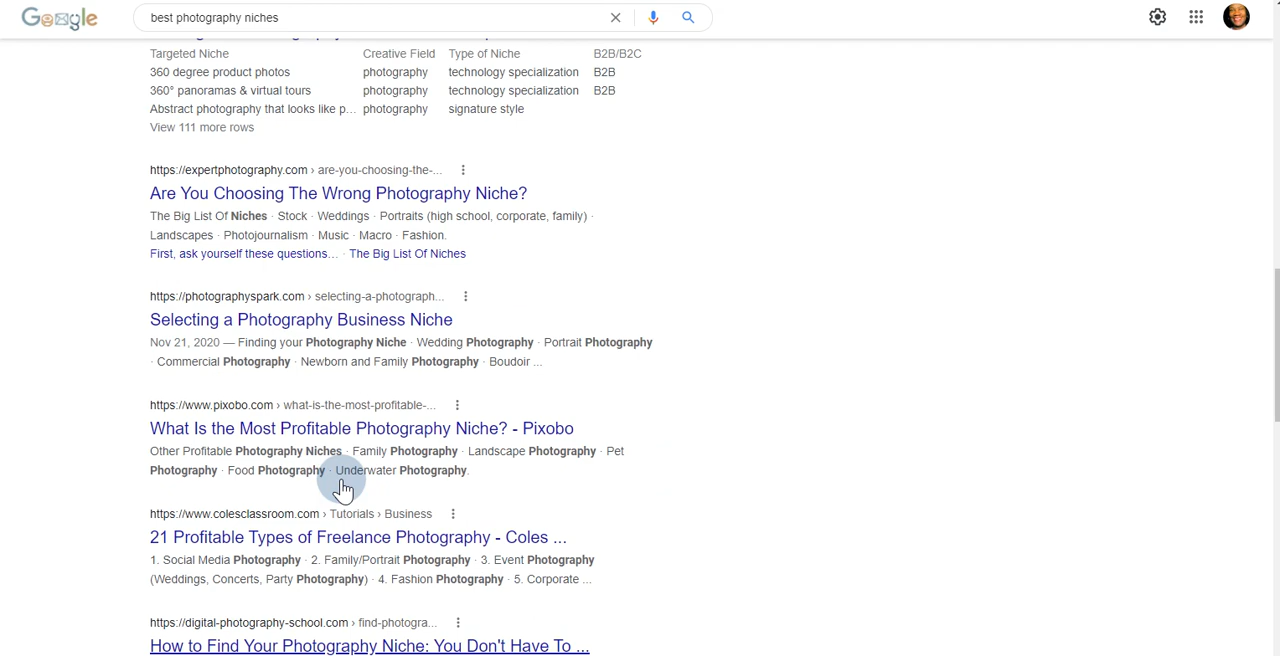 Google
best photography niches
Targeted Niche Creative Field Type of Niche B2B/B2C
360 degree product photos photography technology specialization B2B
360° panoramas & virtual tours photography technology specialization B2B
Abstract photography that looks like p... photography signature style
View 111 more rows
https://expertphotography.com › are-you-choosing-the-...
Are You Choosing The Wrong Photography Niche?
The Big List Of Niches · Stock · Weddings · Portraits (high school, corporate, family) ·
Landscapes · Photojournalism · Music · Macro · Fashion.
First, ask yourself these questions... · The Big List Of Niches
https://photographyspark.com › selecting-a-photograph...
Selecting a Photography Business Niche
Nov 21, 2020 — Finding your Photography Niche · Wedding Photography · Portrait Photography
· Commercial Photography · Newborn and Family Photography · Boudoir ...
https://www.pixobo.com › what-is-the-most-profitable-...
What Is the Most Profitable Photography Niche? - Pixobo
Other Profitable Photography Niches · Family Photography · Landscape Photography · Pet
Photography · Food Photography · Underwater Photography.
https://www.colesclassroom.com › Tutorials › Business
21 Profitable Types of Freelance Photography - Coles ...
1. Social Media Photography · 2. Family/Portrait Photography · 3. Event Photography
(Weddings, Concerts, Party Photography) · 4. Fashion Photography · 5. Corporate ...
https://digital-photography-school.com › find-photogra...
How to Find Your Photography Niche: You Don't Have To ...